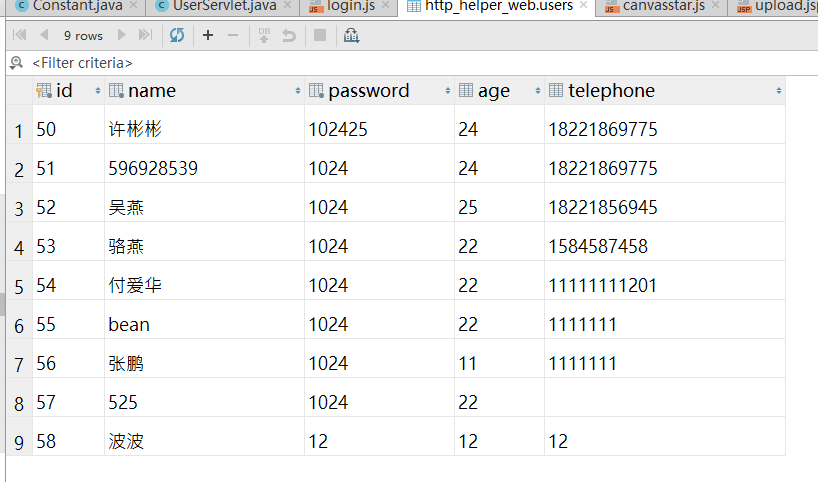 Constant.java UserServlet.java login.js http_helper_web.users canvasstar.js upload.jsp
9 rows DB
<Filter criteria>
id name password age telephone
1 50 许彬彬 102425 24 18221869775
2 51 596928539 1024 24 18221869775
3 52 吴燕 1024 25 18221856945
4 53 骆燕 1024 22 1584587458
5 54 付爱华 1024 22 11111111201
6 55 bean 1024 22 1111111
7 56 张鹏 1024 11 1111111
8 57 525 1024 22
9 58 波波 12 12 12